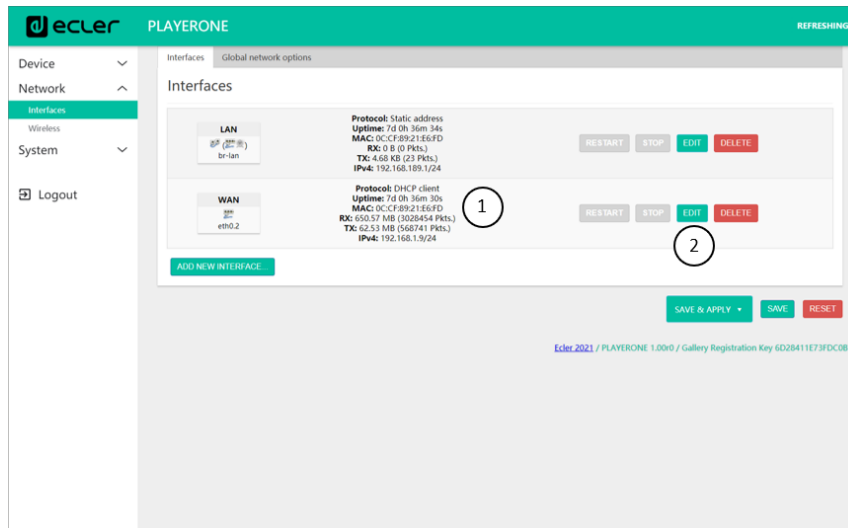 ecler
PLAYERONE
REFRESHING
Device
Network
Interfaces
Wireless
System
Logout
Interfaces
Global network options
Interfaces
LAN
br-lan
Protocol: Static address
Uptime: 7d 0h 36m 34s
MAC: 0C:CF:89:21:E6:FD
RX: 0 B (0 Pkts.)
TX: 4.68 KB (23 Pkts.)
IPv4: 192.168.189.1/24
RESTART
STOP
EDIT
DELETE
WAN
eth0.2
Protocol: DHCP client
Uptime: 7d 0h 36m 30s
MAC: 0C:CF:89:21:E6:FD
RX: 650.57 MB (3028454 Pkts.)
TX: 62.53 MB (568741 Pkts.)
IPv4: 192.168.1.9/24
1
RESTART
STOP
EDIT
DELETE
2
ADD NEW INTERFACE...
SAVE & APPLY
SAVE
RESET
Ecler 2021 / PLAYERONE 1.00r0 / Gallery Registration Key 6D28411E73FDC0B